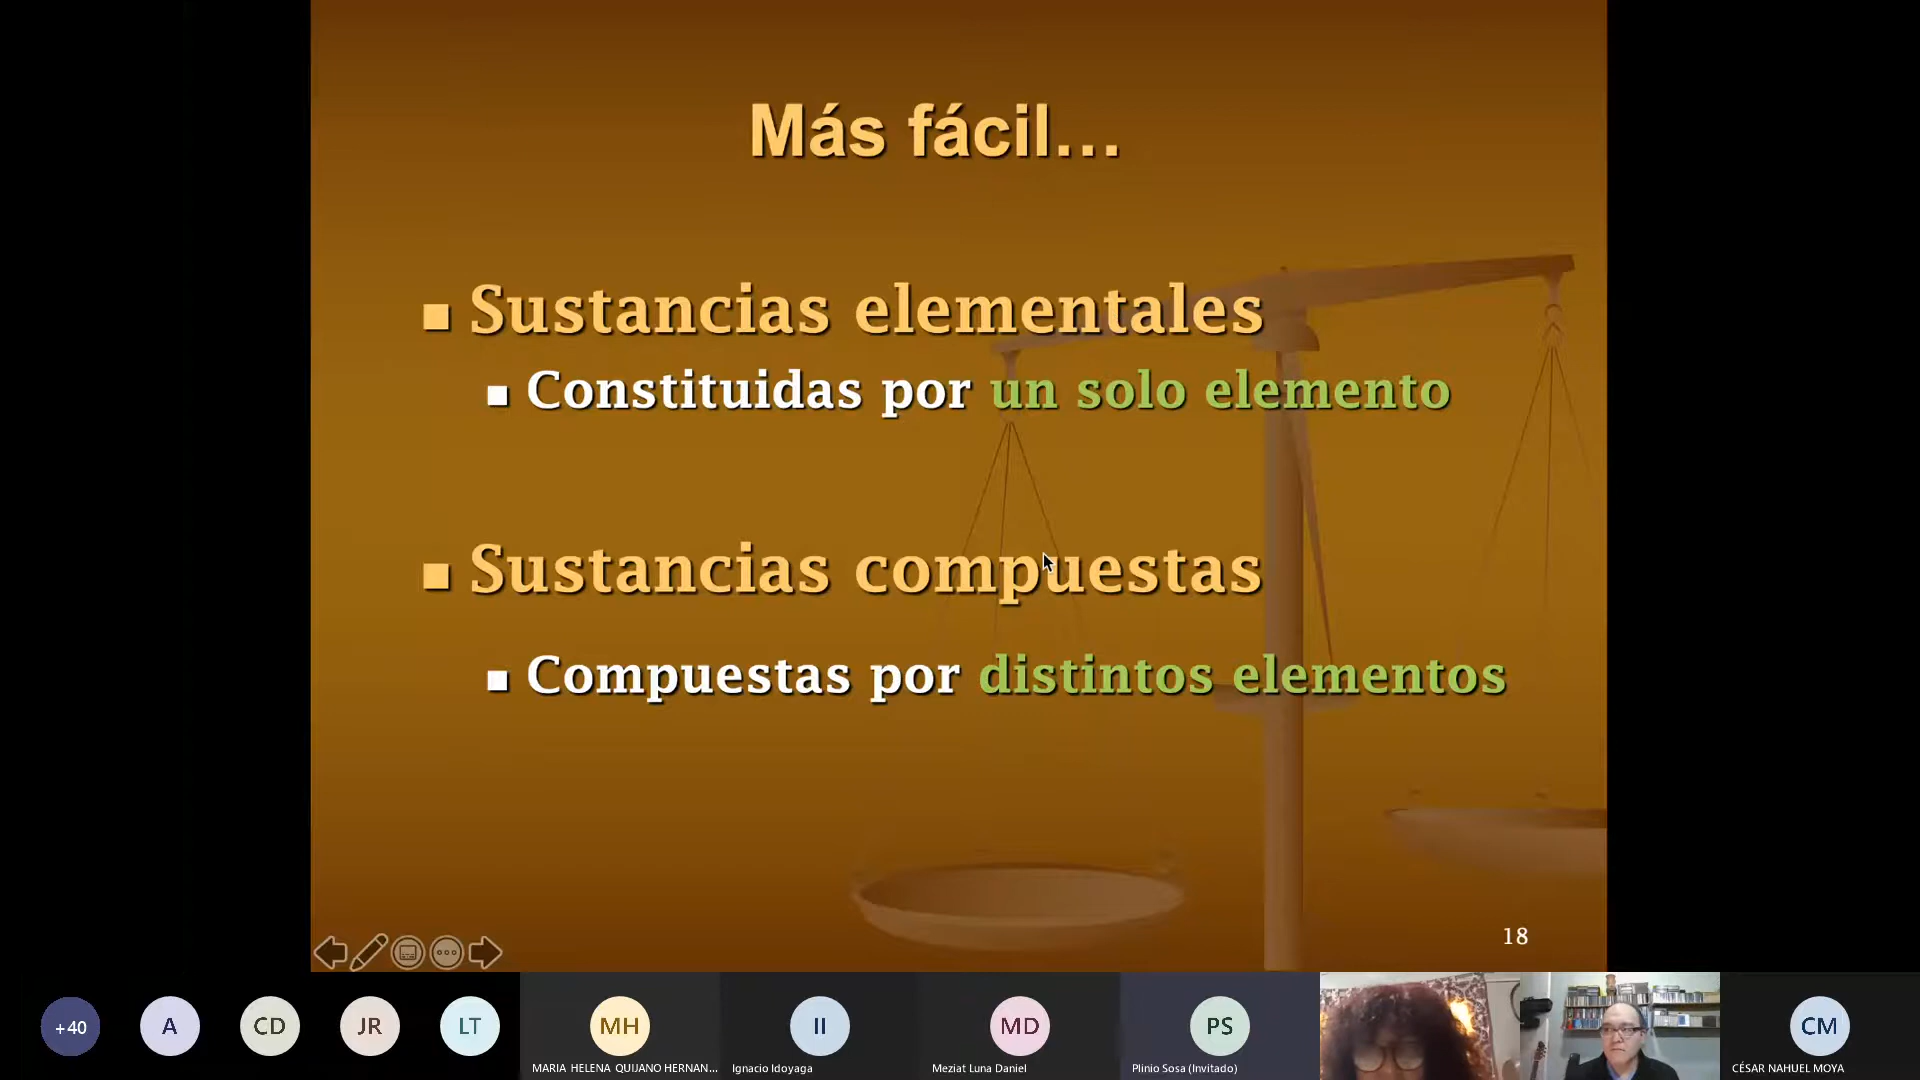 Más fácil...
Sustancias elementales
Constituidas por un solo elemento
Sustancias compuestas
Compuestas por distintos elementos
18
+40
A
CD
JR
LT
MH
II
MD
PS
CM
MARIA HELENA QUIJANO HERNAN...
Ignacio Idoyaga
Meziat Luna Daniel
Plinio Sosa (Invitado)
CÉSAR NAHUEL MOYA